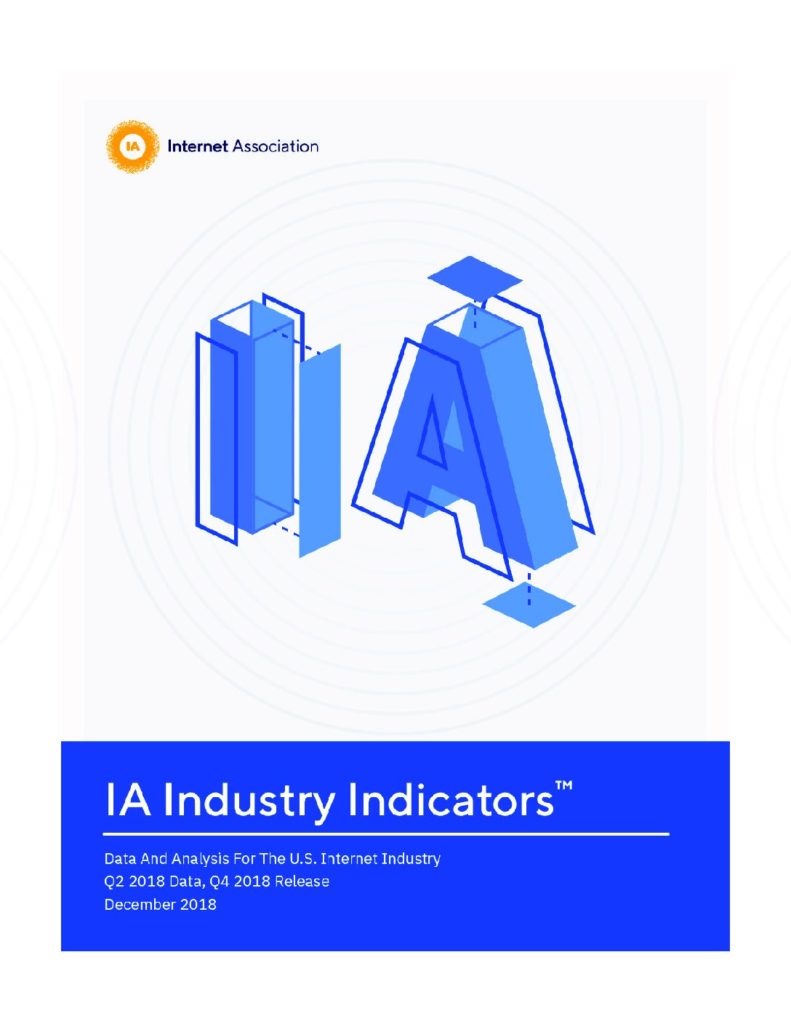 IA
Internet Association
IA
IA Industry Indicators™
Data And Analysis For The U.S. Internet Industry
Q2 2018 Data, Q4 2018 Release
December 2018